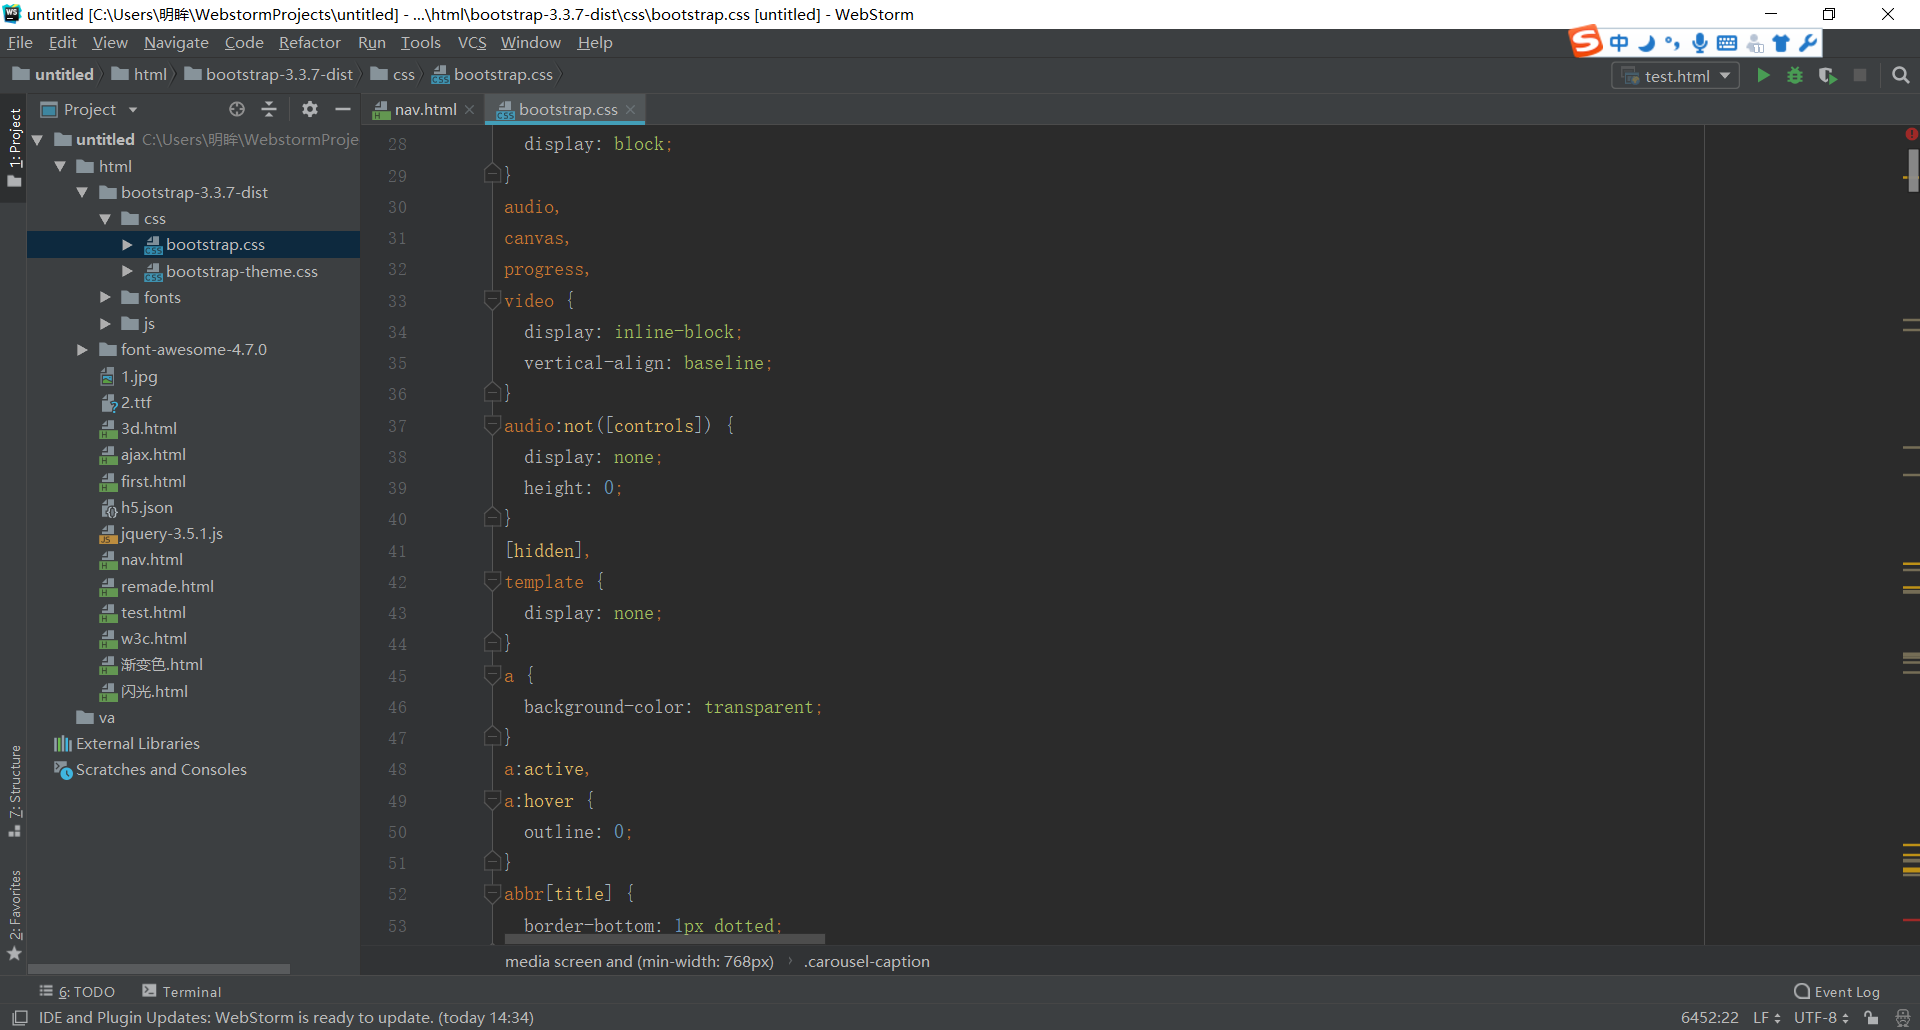 untitled [C:\Users\明眸\WebstormProjects\untitled] - ...\html\bootstrap-3.3.7-dist\css\bootstrap.css [untitled] - WebStorm
File Edit View Navigate Code Refactor Run Tools VCS Window Help
中
untitled html bootstrap-3.3.7-dist css bootstrap.css
test.html
1: Project
Project
nav.html
bootstrap.css
untitled C:\Users\明眸\WebstormProje
html
bootstrap-3.3.7-dist
css
bootstrap.css
bootstrap-theme.css
fonts
js
font-awesome-4.7.0
1.jpg
2.ttf
3d.html
ajax.html
first.html
h5.json
jquery-3.5.1.js
nav.html
remade.html
test.html
w3c.html
渐变色.html
闪光.html
va
External Libraries
Scratches and Consoles
7: Structure
2: Favorites
28 display: block;
29 }
30 audio,
31 canvas,
32 progress,
33 video {
34 display: inline-block;
35 vertical-align: baseline;
36 }
37 audio:not([controls]) {
38 display: none;
39 height: 0;
40 }
41 [hidden],
42 template {
43 display: none;
44 }
45 a {
46 background-color: transparent;
47 }
48 a:active,
49 a:hover {
50 outline: 0;
51 }
52 abbr[title] {
53 border-bottom: 1px dotted;
media screen and (min-width: 768px) › .carousel-caption
6: TODO Terminal
Event Log
IDE and Plugin Updates: WebStorm is ready to update. (today 14:34)
6452:22 LF UTF-8